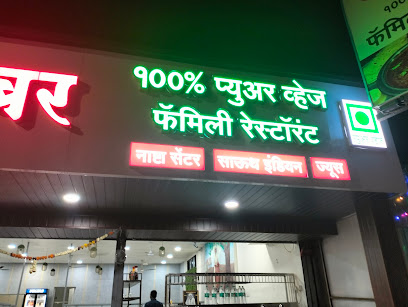 १००% प्युअर व्हेज
फॅमिली रेस्टॉरंट
नाष्टा सेंटर साऊथ इंडियन ज्यूस